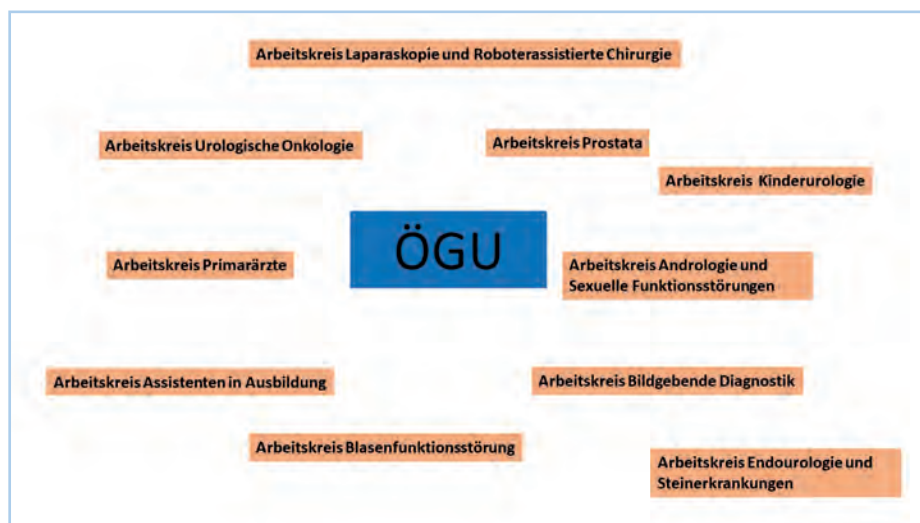 Arbeitskreis Laparaskopie und Roboterassistierte Chirurgie
Arbeitskreis Urologische Onkologie
Arbeitskreis Prostata
Arbeitskreis Kinderurologie
ÖGU
Arbeitskreis Primarärzte
Arbeitskreis Andrologie und
Sexuelle Funktionsstörungen
Arbeitskreis Assistenten in Ausbildung
Arbeitskreis Bildgebende Diagnostik
Arbeitskreis Blasenfunktionsstörung
Arbeitskreis Endourologie und
Steinerkrankungen